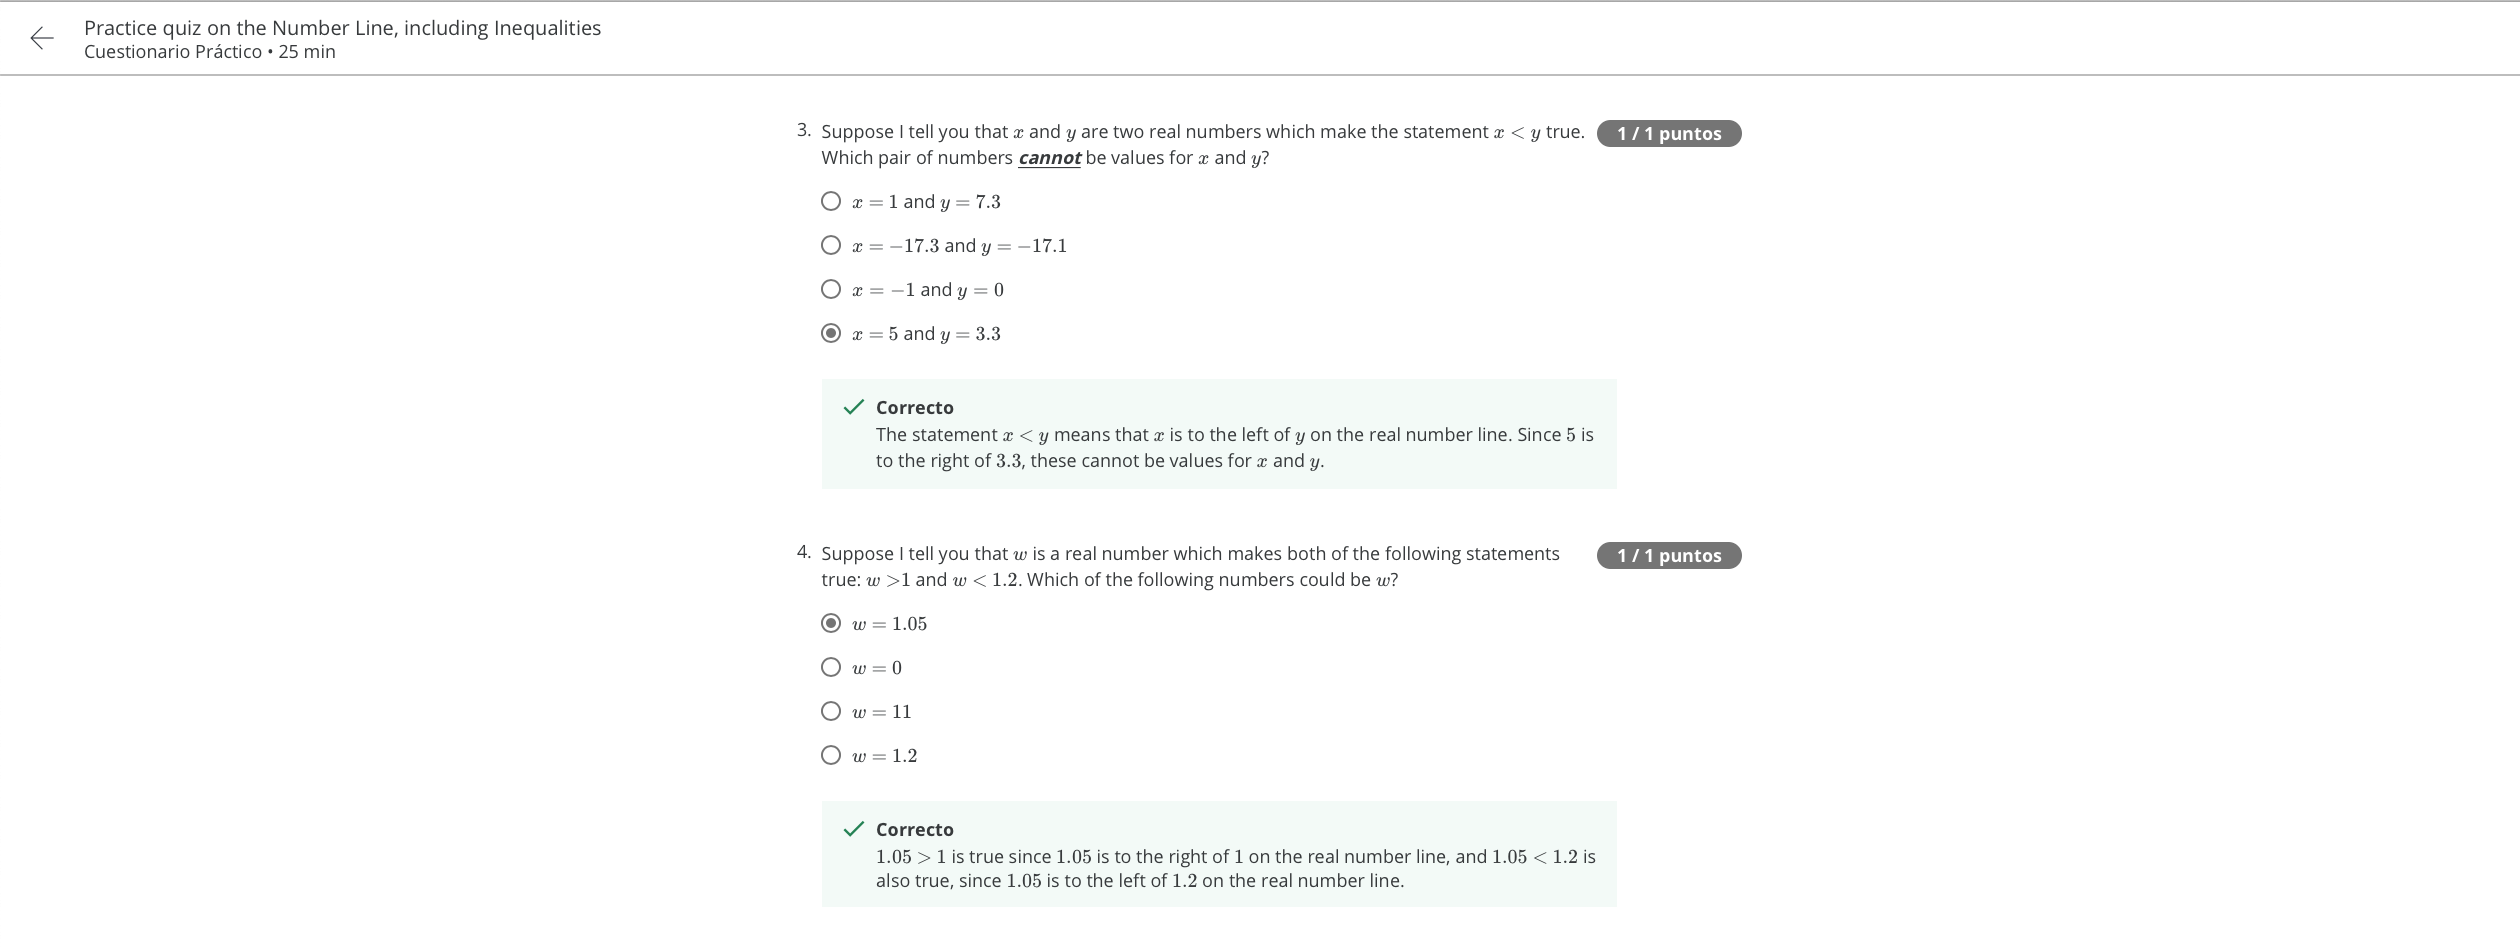 Practice quiz on the Number Line, including Inequalities
Cuestionario Práctico • 25 min
3. Suppose I tell you that x and y are two real numbers which make the statement x < y true. 1 / 1 puntos
Which pair of numbers cannot be values for x and y?
x = 1 and y = 7.3
x = −17.3 and y = −17.1
x = −1 and y = 0
x = 5 and y = 3.3
Correcto
The statement x < y means that x is to the left of y on the real number line. Since 5 is
to the right of 3.3, these cannot be values for x and y.
4. Suppose I tell you that w is a real number which makes both of the following statements 1 / 1 puntos
true: w >1 and w < 1.2. Which of the following numbers could be w?
w = 1.05
w = 0
w = 11
w = 1.2
Correcto
1.05 > 1 is true since 1.05 is to the right of 1 on the real number line, and 1.05 < 1.2 is
also true, since 1.05 is to the left of 1.2 on the real number line.